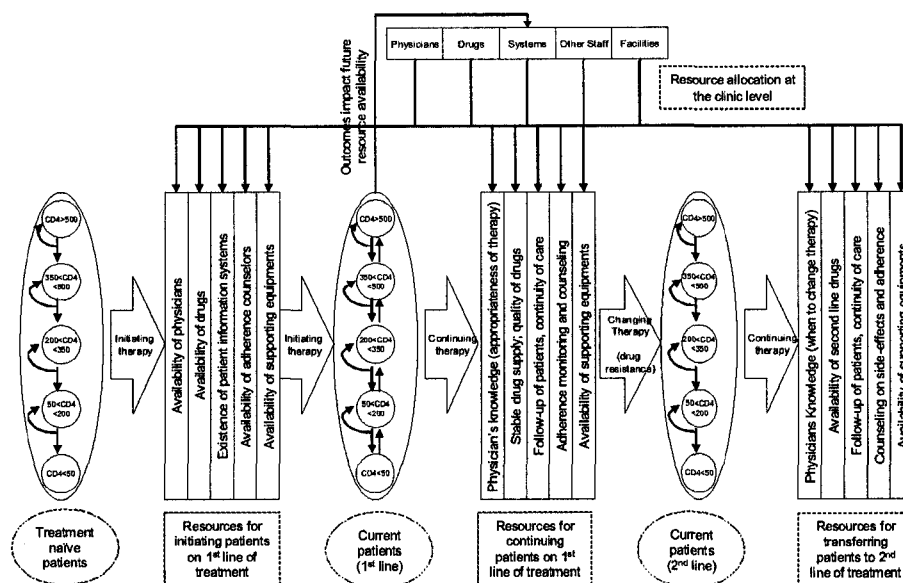 Physicians
Drugs
Systems
Other Staff
Facilities
Resource allocation at
the clinic level
Outcomes impact future
resource availability
CD4>500
350<CD4
<500
200<CD4
<350
50<CD4
<200
CD4<50
Initiating
therapy
Availability of physicians
Availability of drugs
Existence of patient information systems
Availability of adherence counselors
Availability of supporting equipments
Initiating
therapy
CD4>500
350<CD4
<500
200<CD4
<350
50<CD4
<200
CD4<50
Continuing
therapy
Physician's knowledge (appropriateness of therapy)
Stable drug supply; quality of drugs
Follow-up of patients, continuity of care
Adherence monitoring and counseling
Availability of supporting equipments
Changing
Therapy
(drug
resistance)
CD4>500
350<CD4
<500
200<CD4
<350
50<CD4
<200
CD4<50
Continuing
therapy
Physicians Knowledge (when to change therapy)
Availability of second line drugs
Follow-up of patients, continuity of care
Counseling on side-effects and adherence
Availability of supporting equipments
Treatment
naïve
patients
Resources for
initiating patients
on 1st line of
treatment
Current
patients
(1st line)
Resources for
continuing
patients on 1st
line of treatment
Current
patients
(2nd line)
Resources for
transferring
patients to 2nd
line of treatment